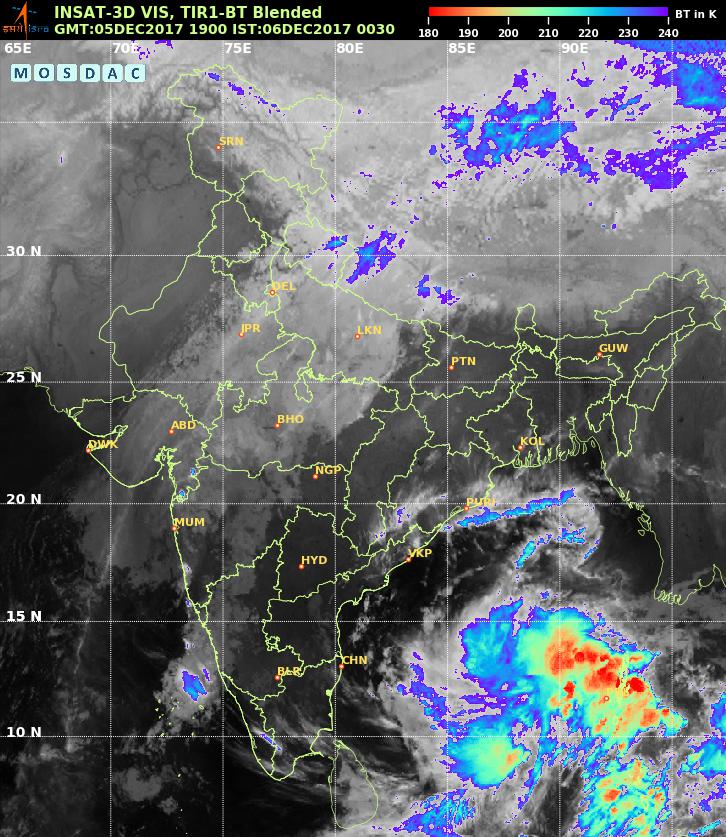 INSAT-3D VIS, TIR1-BT Blended
GMT:05DEC2017 1900 IST:06DEC2017 0030
BT in K
180 190 200 210 220 230 240
65E 70E 75E 80E 85E 90E
MOSDAC
SRN
30 N
DEL
JPR
LKN
GUW
PTN
25 N
ABD
BHO
DWK
KOL
NGP
20 N
PURI
MUM
VKP
HYD
15 N
CHN
BLR
10 N